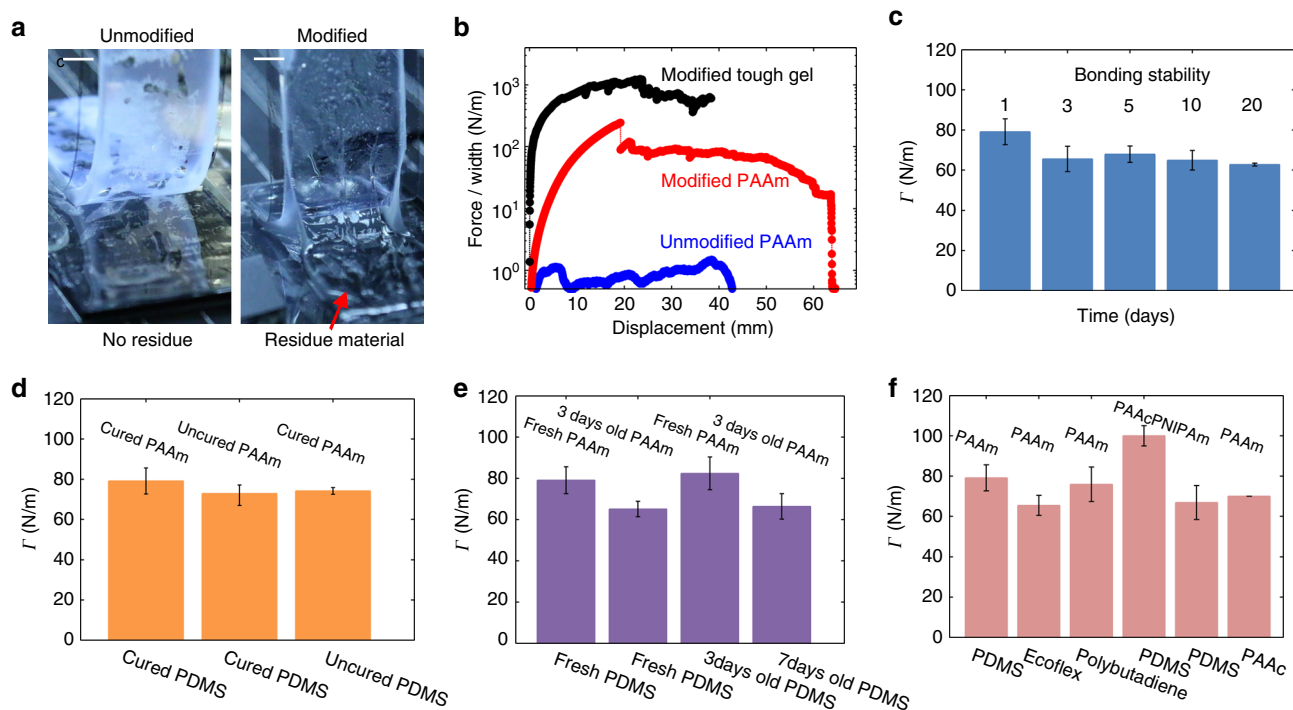 a
Unmodified
Modified
c
No residue
Residue material
b
Force / width (N/m)
10³
10²
10¹
10⁰
Modified tough gel
Modified PAAm
Unmodified PAAm
0 10 20 30 40 50 60
Displacement (mm)
c
Γ (N/m)
120
100
80
60
40
20
0
Bonding stability
1 3 5 10 20
Time (days)
d
Γ (N/m)
120
100
80
60
40
20
0
Cured PAAm
Uncured PAAm
Cured PAAm
Cured PDMS
Cured PDMS
Uncured PDMS
e
Γ (N/m)
120
100
80
60
40
20
0
Fresh PAAm
3 days old PAAm
Fresh PAAm
3 days old PAAm
Fresh PDMS
Fresh PDMS
3days old PDMS
7days old PDMS
f
Γ (N/m)
120
100
80
60
40
20
0
PAAm
PAAm
PAAm
PAAcPNIPAm
PAAm
PDMS
Ecoflex
Polybutadiene
PDMS
PDMS
PAAc